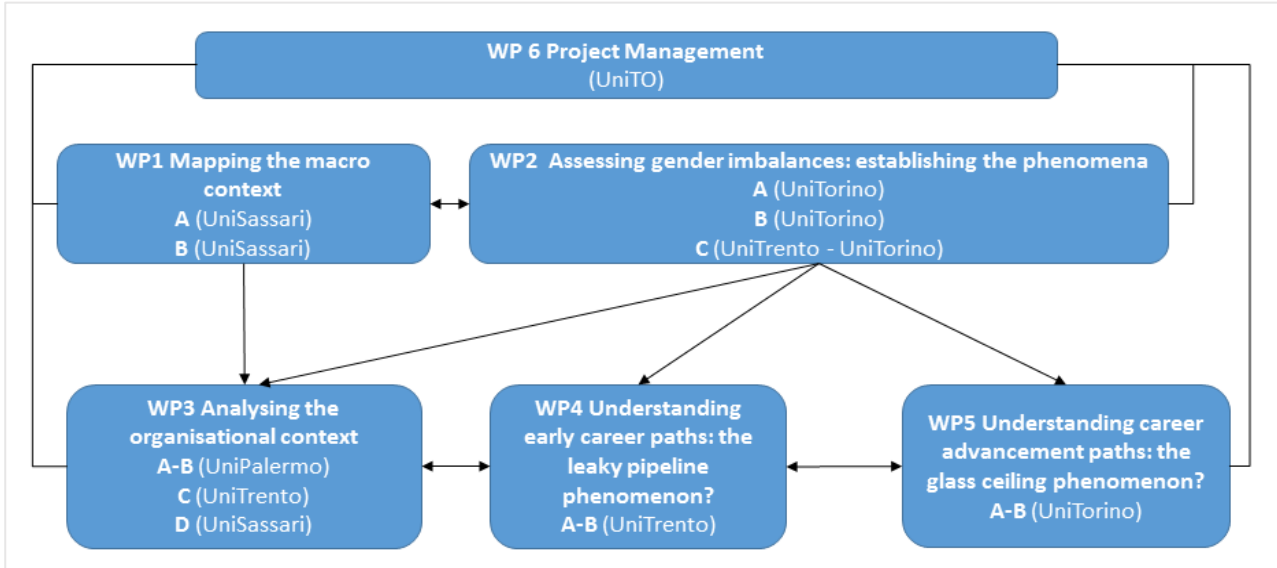 WP 6 Project Management
(UniTO)
WP1 Mapping the macro
context
A (UniSassari)
B (UniSassari)
WP2 Assessing gender imbalances: establishing the phenomena
A (UniTorino)
B (UniTorino)
C (UniTrento - UniTorino)
WP3 Analysing the
organisational context
A-B (UniPalermo)
C (UniTrento)
D (UniSassari)
WP4 Understanding
early career paths: the
leaky pipeline
phenomenon?
A-B (UniTrento)
WP5 Understanding career
advancement paths: the
glass ceiling phenomenon?
A-B (UniTorino)